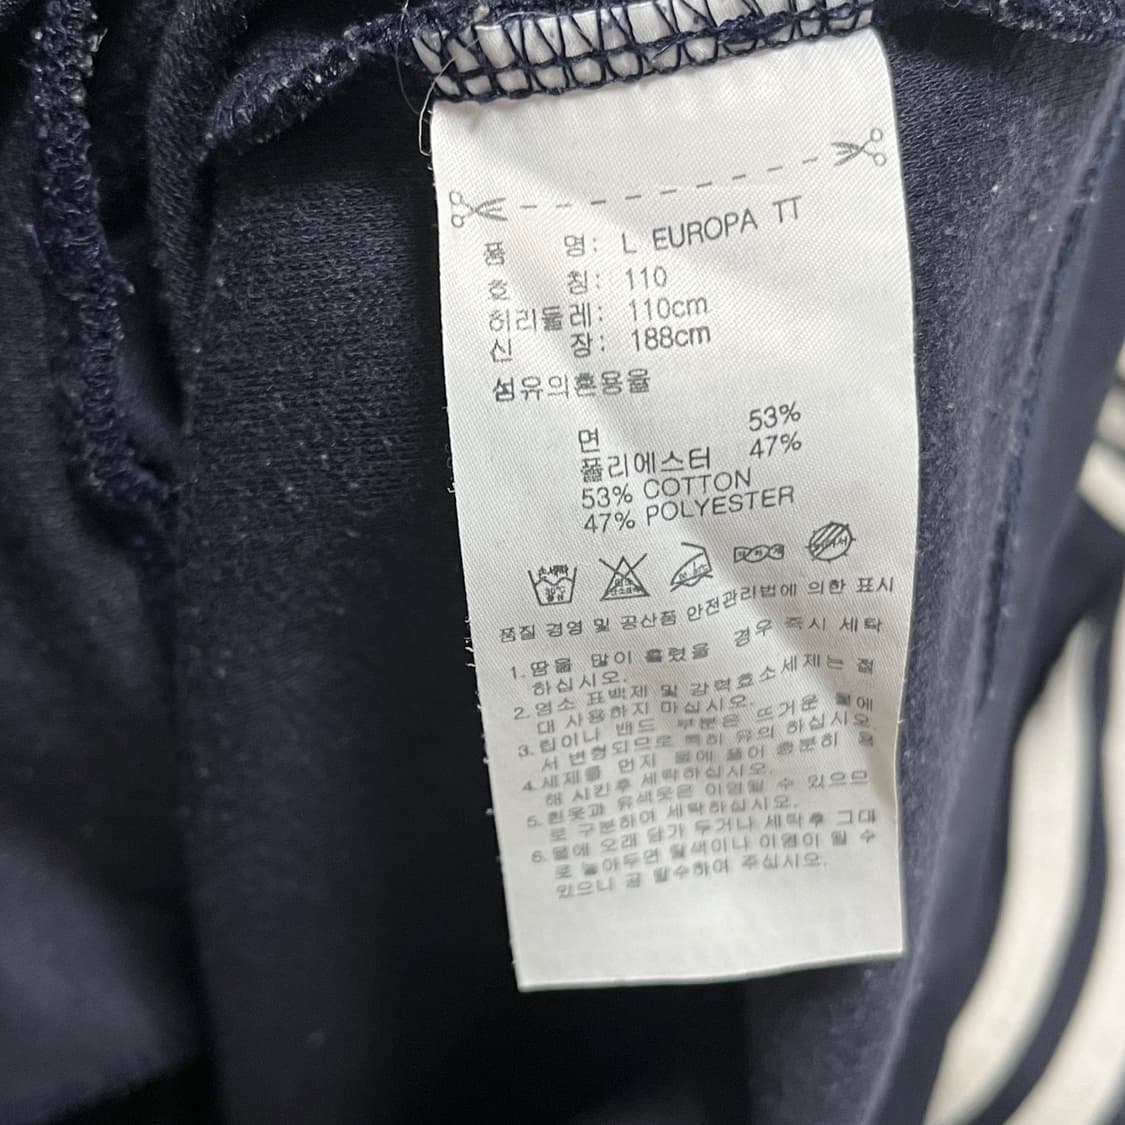 품 명: L EUROPA TT
호 칭: 110
허리둘레: 110cm
신 장: 188cm
섬유의혼용율
면 53%
폴리에스터 47%
53% COTTON
47% POLYESTER
손세탁 30℃ 중성
품질 경영 및 공산품 안전관리법에 의한 표시
1. 땀을 많이 흘렸을 경우 즉시 세탁
하십시오.
2. 염소 표백제 및 강력효소세제는 절
대 사용하지 마십시오.
3. 립이나 밴드 부분은 뜨거운 물에
서 변형되므로 특히 유의 하십시오.
4. 세제를 먼저 물에 풀어 충분히 용
해 시킨후 세탁하십시오.
5. 흰옷과 유색옷은 이염될 수 있으므
로 구분하여 세탁하십시오.
6. 물에 오래 담가 두거나 세탁후 그대
로 놓아두면 탈색이나 이염이 될 수
있으니 곧 탈수하여 주십시오.